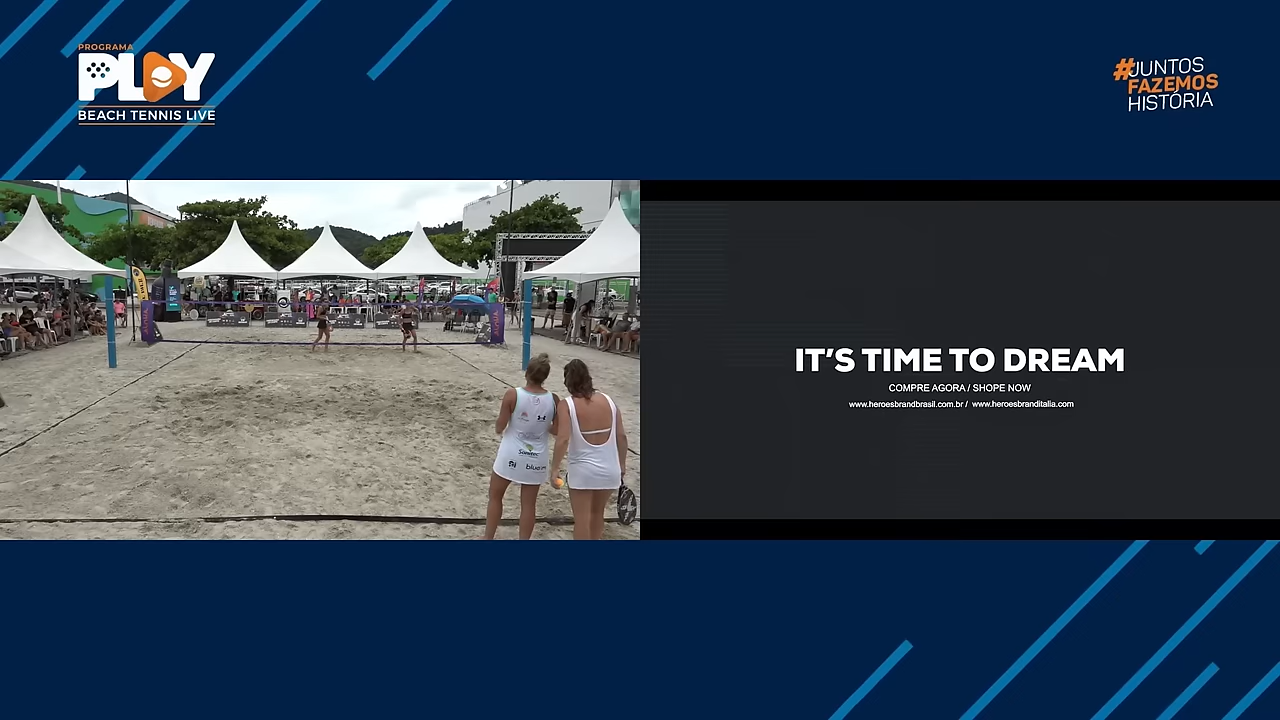 PROGRAMA
PLAY
BEACH TENNIS LIVE
#JUNTOS
FAZEMOS
HISTÓRIA
IT'S TIME TO DREAM
COMPRE AGORA / SHOPE NOW
www.heroesbrandbrasil.com.br / www.heroesbranditalia.com